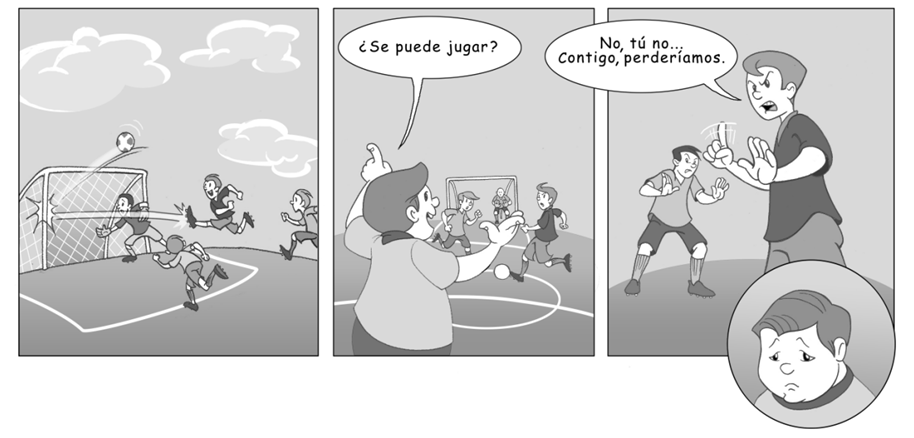 ¿Se puede jugar?
No, tú no...
Contigo, perderíamos.